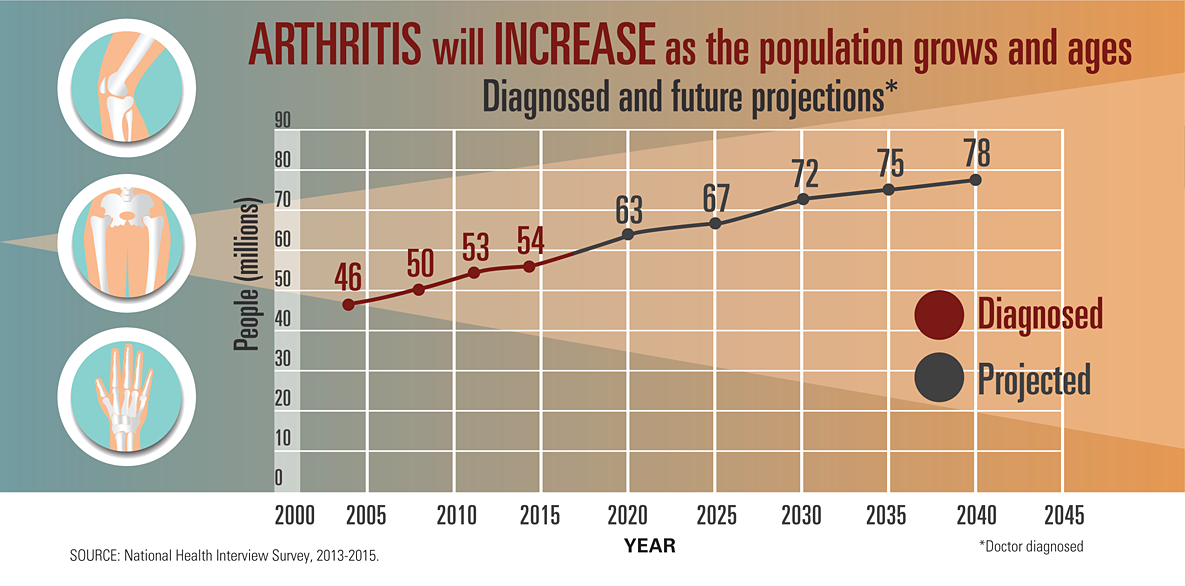 ARTHRITIS will INCREASE as the population grows and ages
Diagnosed and future projections*
90
80
70
60
50
40
30
20
10
0
People (millions)
46
50
53
54
63
67
72
75
78
Diagnosed
Projected
2000 2005 2010 2015 2020 2025 2030 2035 2040 2045
YEAR
*Doctor diagnosed
SOURCE: National Health Interview Survey, 2013-2015.